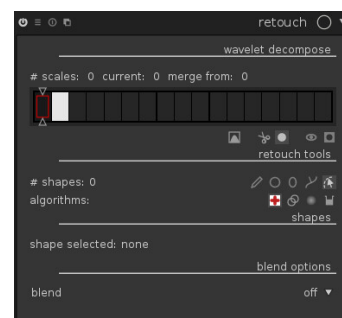 retouch
wavelet decompose
# scales: 0 current: 0 merge from: 0
retouch tools
# shapes: 0
algorithms:
shapes
shape selected: none
blend options
blend off